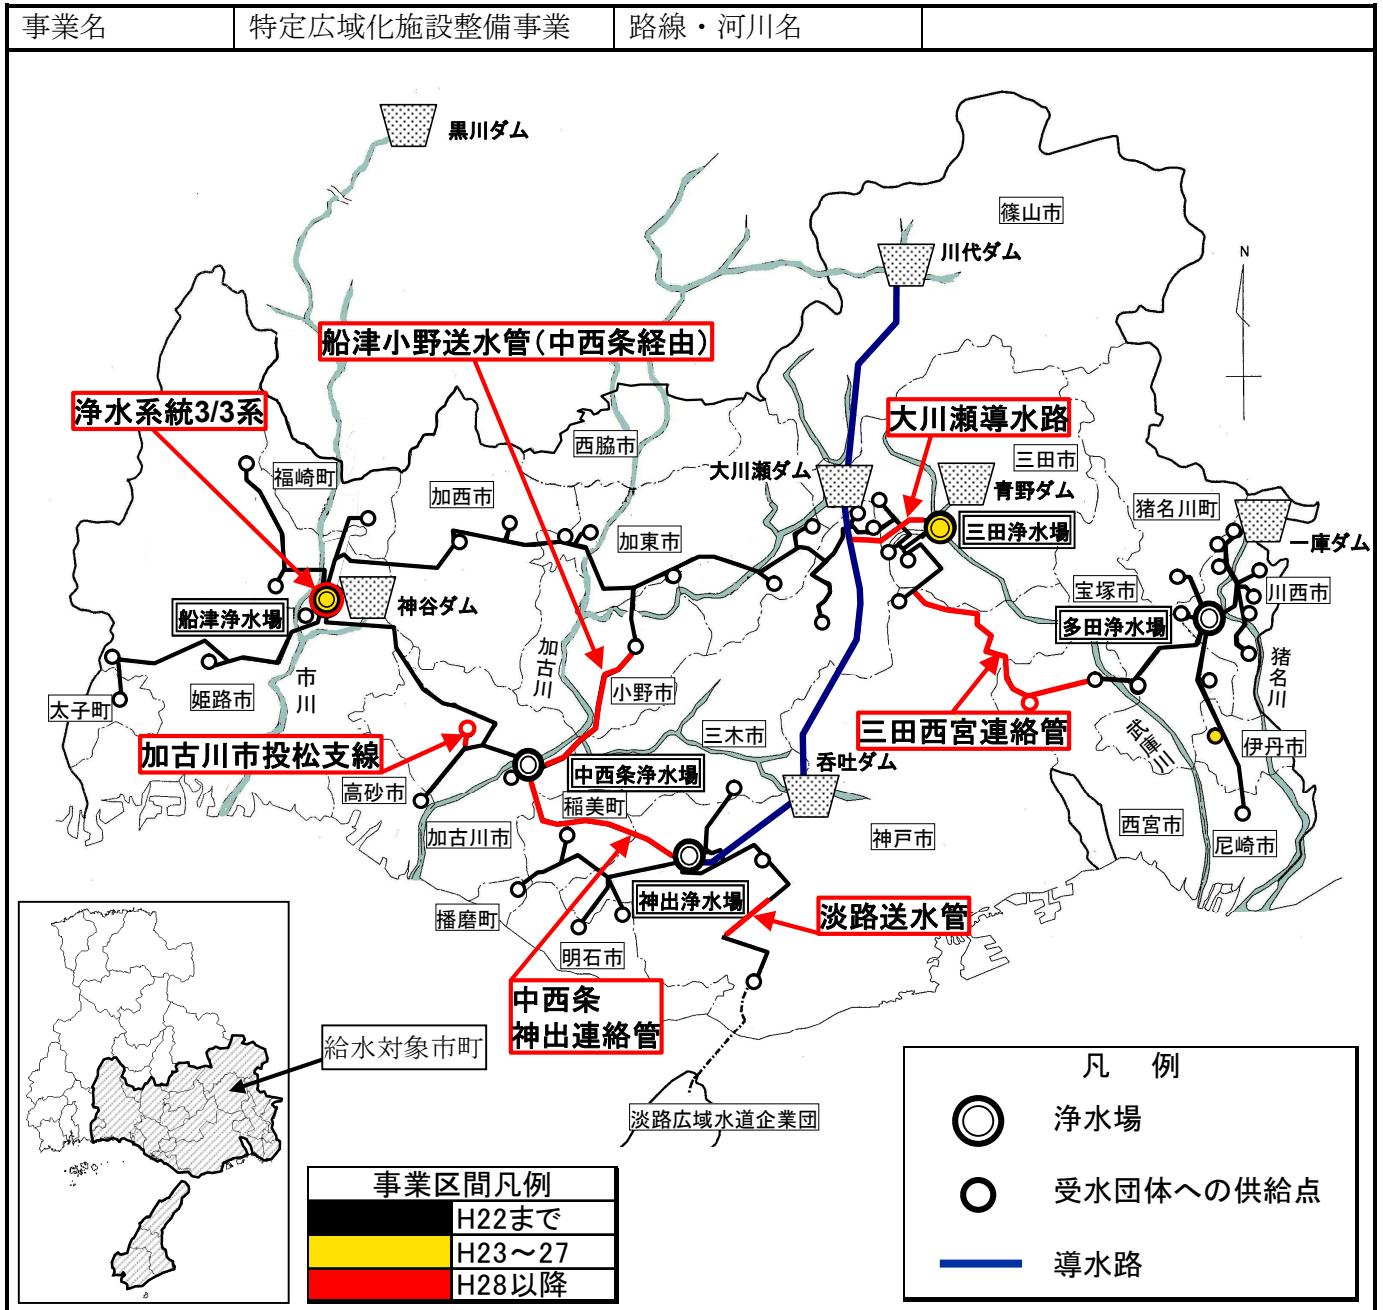 事業名
特定広域化施設整備事業
路線・河川名
黒川ダム
篠山市
川代ダム
N
船津小野送水管(中西条経由)
浄水系統3/3系
大川瀬導水路
西脇市
三田市
大川瀬ダム
青野ダム
福崎町
加西市
猪名川町
加東市
三田浄水場
一庫ダム
宝塚市
川西市
神谷ダム
船津浄水場
多田浄水場
加古川
猪名川
市川
姫路市
小野市
太子町
三木市
三田西宮連絡管
武庫川
伊丹市
加古川市投松支線
呑吐ダム
中西条浄水場
高砂市
稲美町
加古川市
神戸市
西宮市
尼崎市
神出浄水場
播磨町
淡路送水管
明石市
中西条
神出連絡管
給水対象市町
淡路広域水道企業団
凡 例
浄水場
受水団体への供給点
導水路
事業区間凡例
H22まで
H23～27
H28以降